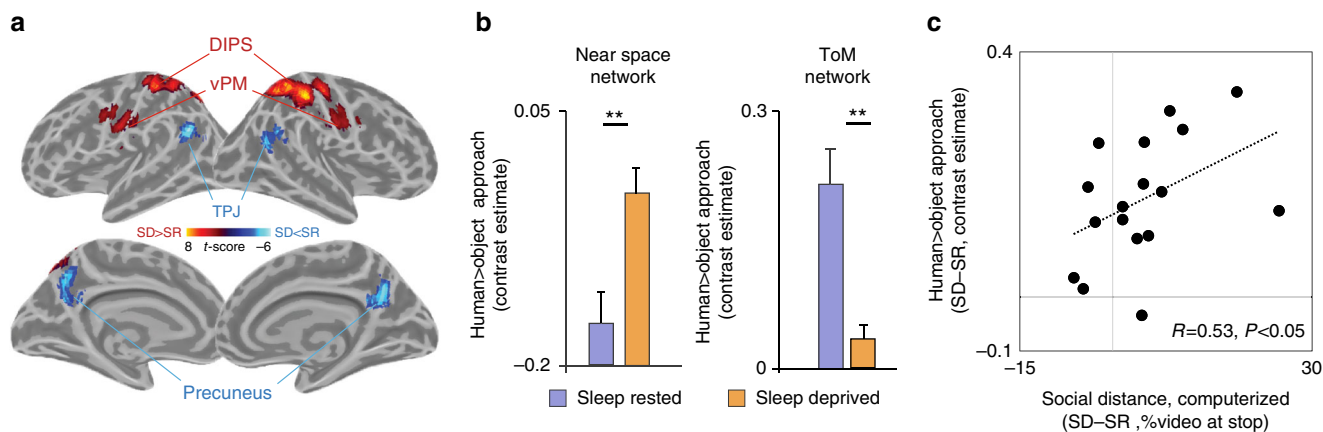 a
DIPS
vPM
TPJ
SD>SR
SD<SR
8 t-score –6
Precuneus
b
Near space
network
0.05
**
Human>object approach
(contrast estimate)
–0.2
ToM
network
0.3
**
Human>object approach
(contrast estimate)
0
Sleep rested
Sleep deprived
c
0.4
Human>object approach
(SD–SR, contrast estimate)
R=0.53, P<0.05
–0.1
–15
30
Social distance, computerized
(SD–SR ,%video at stop)